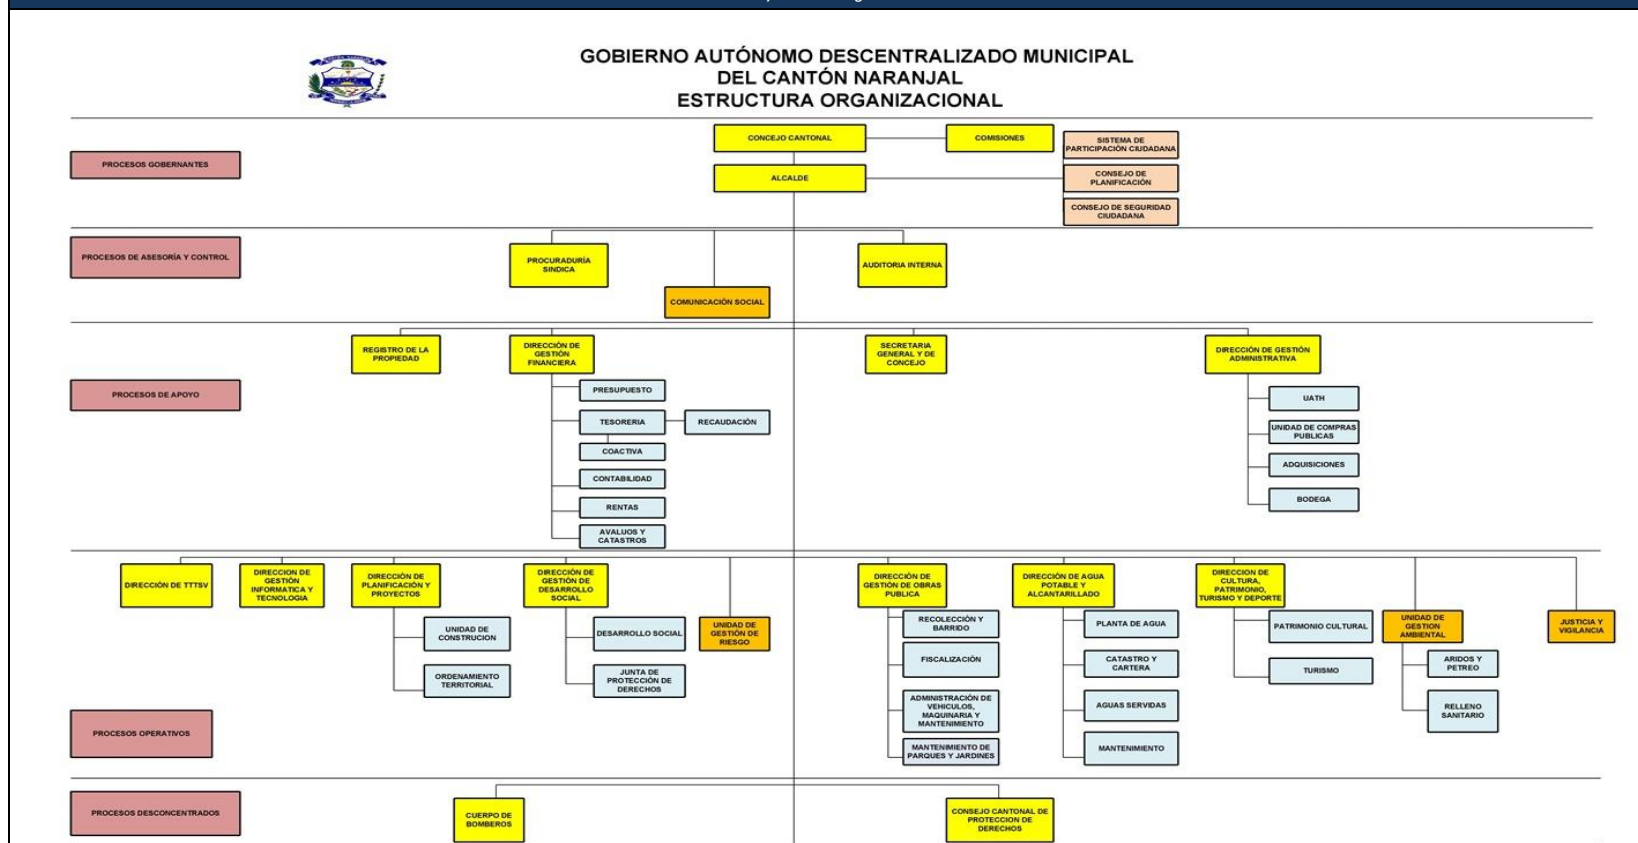 GOBIERNO AUTÓNOMO DESCENTRALIZADO MUNICIPAL
DEL CANTÓN NARANJAL
ESTRUCTURA ORGANIZACIONAL
PROCESOS GOBERNANTES
CONCEJO CANTONAL
COMISIONES
SISTEMA DE
PARTICIPACIÓN CIUDADANA
ALCALDE
CONSEJO DE
PLANIFICACIÓN
CONSEJO DE SEGURIDAD
CIUDADANA
PROCESOS DE ASESORÍA Y CONTROL
PROCURADURÍA
SINDICA
AUDITORIA INTERNA
COMUNICACIÓN SOCIAL
PROCESOS DE APOYO
REGISTRO DE LA
PROPIEDAD
DIRECCIÓN DE
GESTIÓN
FINANCIERA
PRESUPUESTO
TESORERIA
RECAUDACIÓN
COACTIVA
CONTABILIDAD
RENTAS
AVALUOS Y
CATASTROS
SECRETARIA
GENERAL Y DE
CONCEJO
DIRECCIÓN DE GESTIÓN
ADMINISTRATIVA
UATH
UNIDAD DE COMPRAS
PUBLICAS
ADQUISICIONES
BODEGA
PROCESOS OPERATIVOS
DIRECCIÓN DE TTTSV
DIRECCION DE
GESTIÓN
INFORMATICA Y
TECNOLOGIA
DIRECCIÓN DE
PLANIFICACIÓN Y
PROYECTOS
UNIDAD DE
CONSTRUCION
ORDENAMIENTO
TERRITORIAL
DIRECCIÓN DE
GESTIÓN DE
DESARROLLO
SOCIAL
DESARROLLO SOCIAL
JUNTA DE
PROTECCIÓN DE
DERECHOS
UNIDAD DE
GESTIÓN DE
RIESGO
DIRECCIÓN DE
GESTIÓN DE OBRAS
PUBLICA
RECOLECCIÓN Y
BARRIDO
FISCALIZACIÓN
ADMINISTRACIÓN DE
VEHICULOS,
MAQUINARIA Y
MANTENIMIENTO
MANTENIMIENTO DE
PARQUES Y JARDINES
DIRECCIÓN DE AGUA
POTABLE Y
ALCANTARILLADO
PLANTA DE AGUA
CATASTRO Y
CARTERA
AGUAS SERVIDAS
MANTENIMIENTO
DIRECCION DE
CULTURA,
PATRIMONIO,
TURISMO Y DEPORTE
PATRIMONIO CULTURAL
TURISMO
UNIDAD DE
GESTION
AMBIENTAL
ARIDOS Y
PETREO
RELLENO
SANITARIO
JUSTICIA Y
VIGILANCIA
PROCESOS DESCONCENTRADOS
CUERPO DE
BOMBEROS
CONSEJO CANTONAL DE
PROTECCION DE
DERECHOS